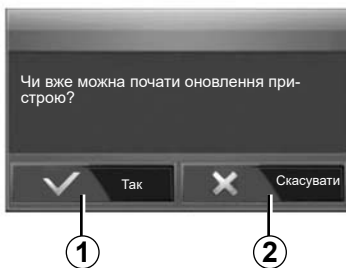 Чи вже можна почати оновлення при-
строю?
Так
Скасувати
1
2